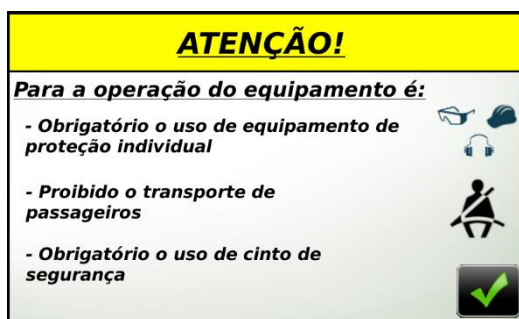 ATENÇÃO!
Para a operação do equipamento é:
- Obrigatório o uso de equipamento de
proteção individual
- Proibido o transporte de
passageiros
- Obrigatório o uso de cinto de
segurança